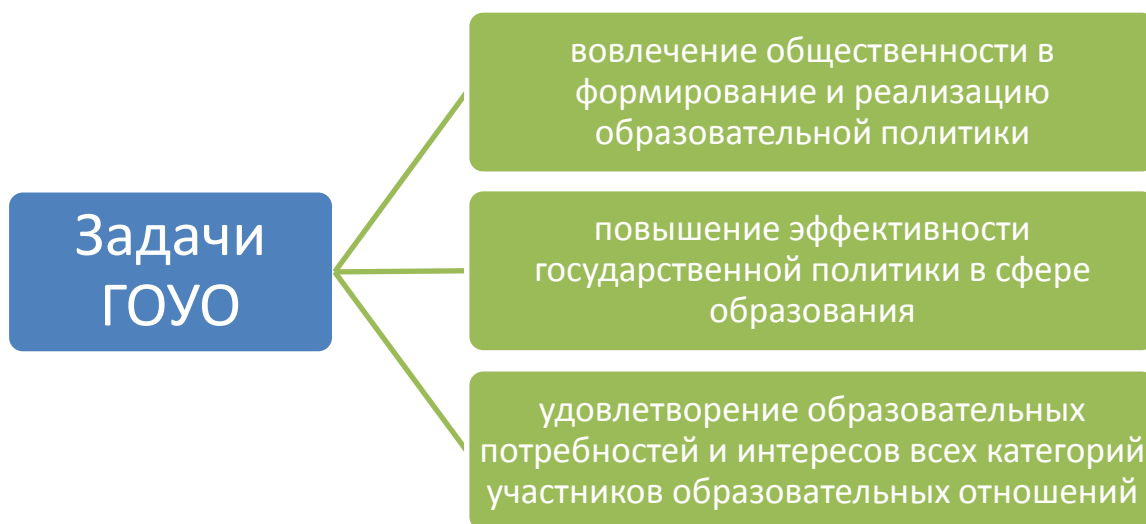 Задачи
ГОУО
вовлечение общественности в
формирование и реализацию
образовательной политики
повышение эффективности
государственной политики в сфере
образования
удовлетворение образовательных
потребностей и интересов всех категорий
участников образовательных отношений